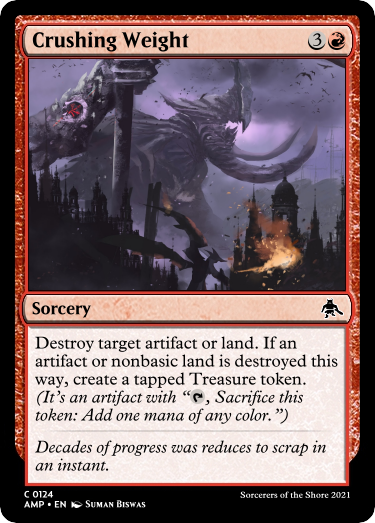 Crushing Weight 3
Sorcery
Destroy target artifact or land. If an
artifact or nonbasic land is destroyed this
way, create a tapped Treasure token.
(It's an artifact with “, Sacrifice this
token: Add one mana of any color.”)
Decades of progress was reduces to scrap in
an instant.
C 0124
AMP • EN Suman Biswas
Sorcerers of the Shore 2021